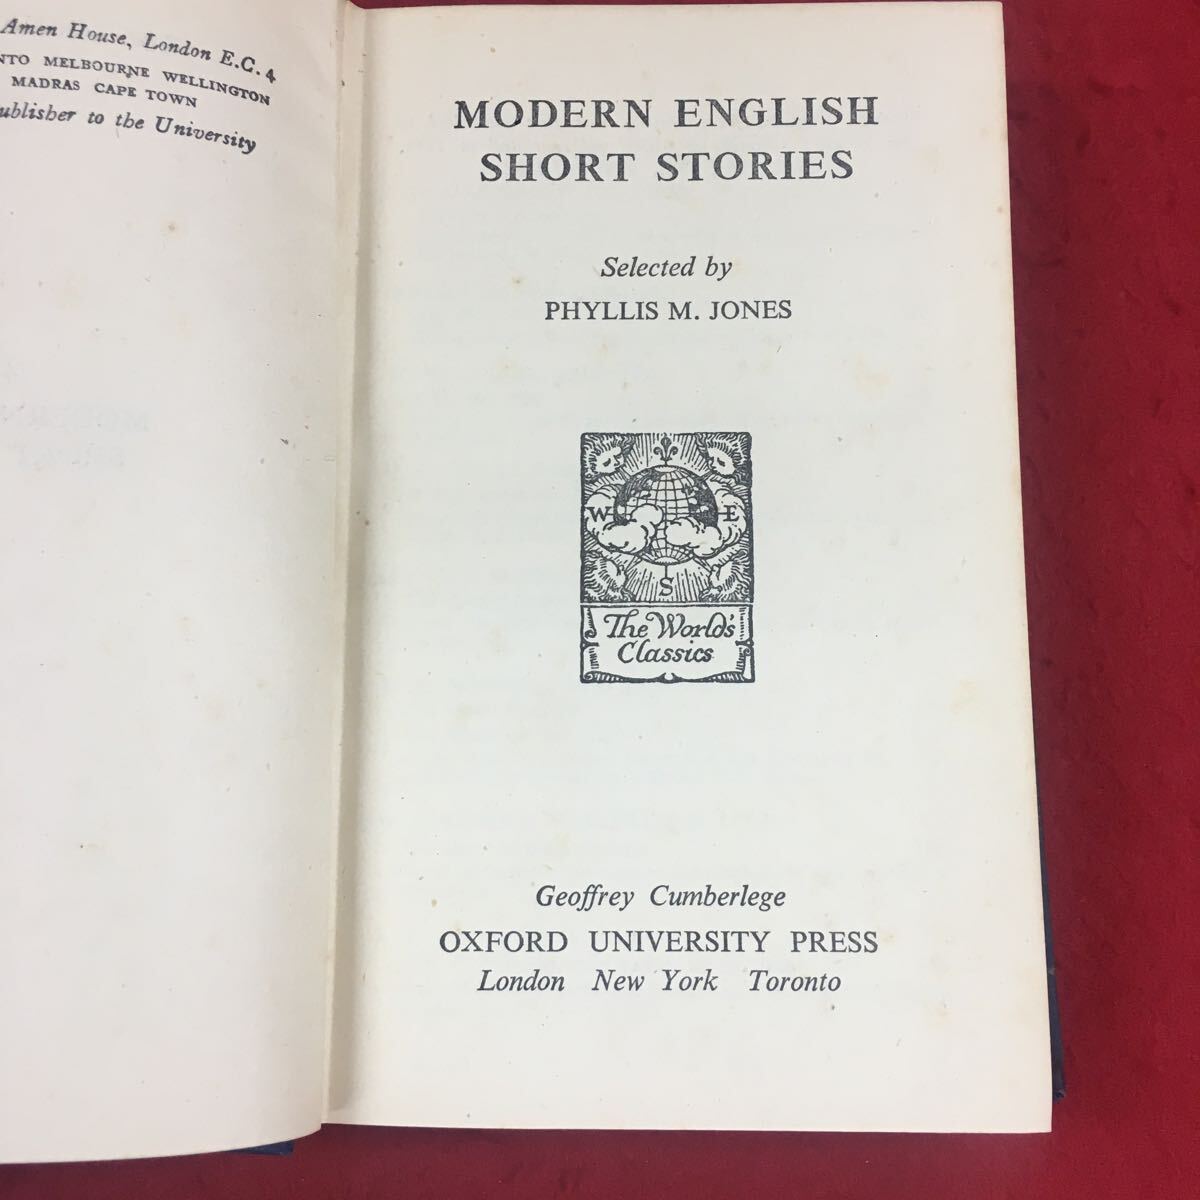 Amen House, London E.C.4
NTO MELBOURNE WELLINGTON
MADRAS CAPE TOWN
ublisher to the University
MODERN ENGLISH
SHORT STORIES
Selected by
PHYLLIS M. JONES
W E
S
The World's
Classics
Geoffrey Cumberlege
OXFORD UNIVERSITY PRESS
London New York Toronto